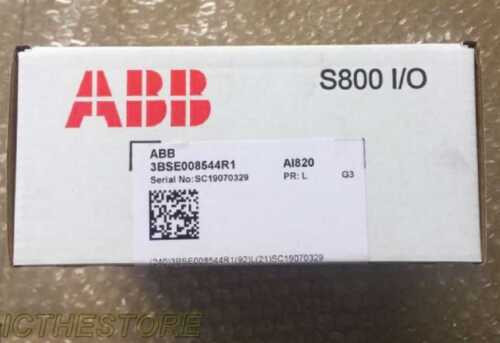 ABB
S800 I/O
ABB
3BSE008544R1 AI820
Serial No:SC19070329 PR: L G3
(240)3BSE008544R1(92)L(21)SC19070329
ICTHESTORE